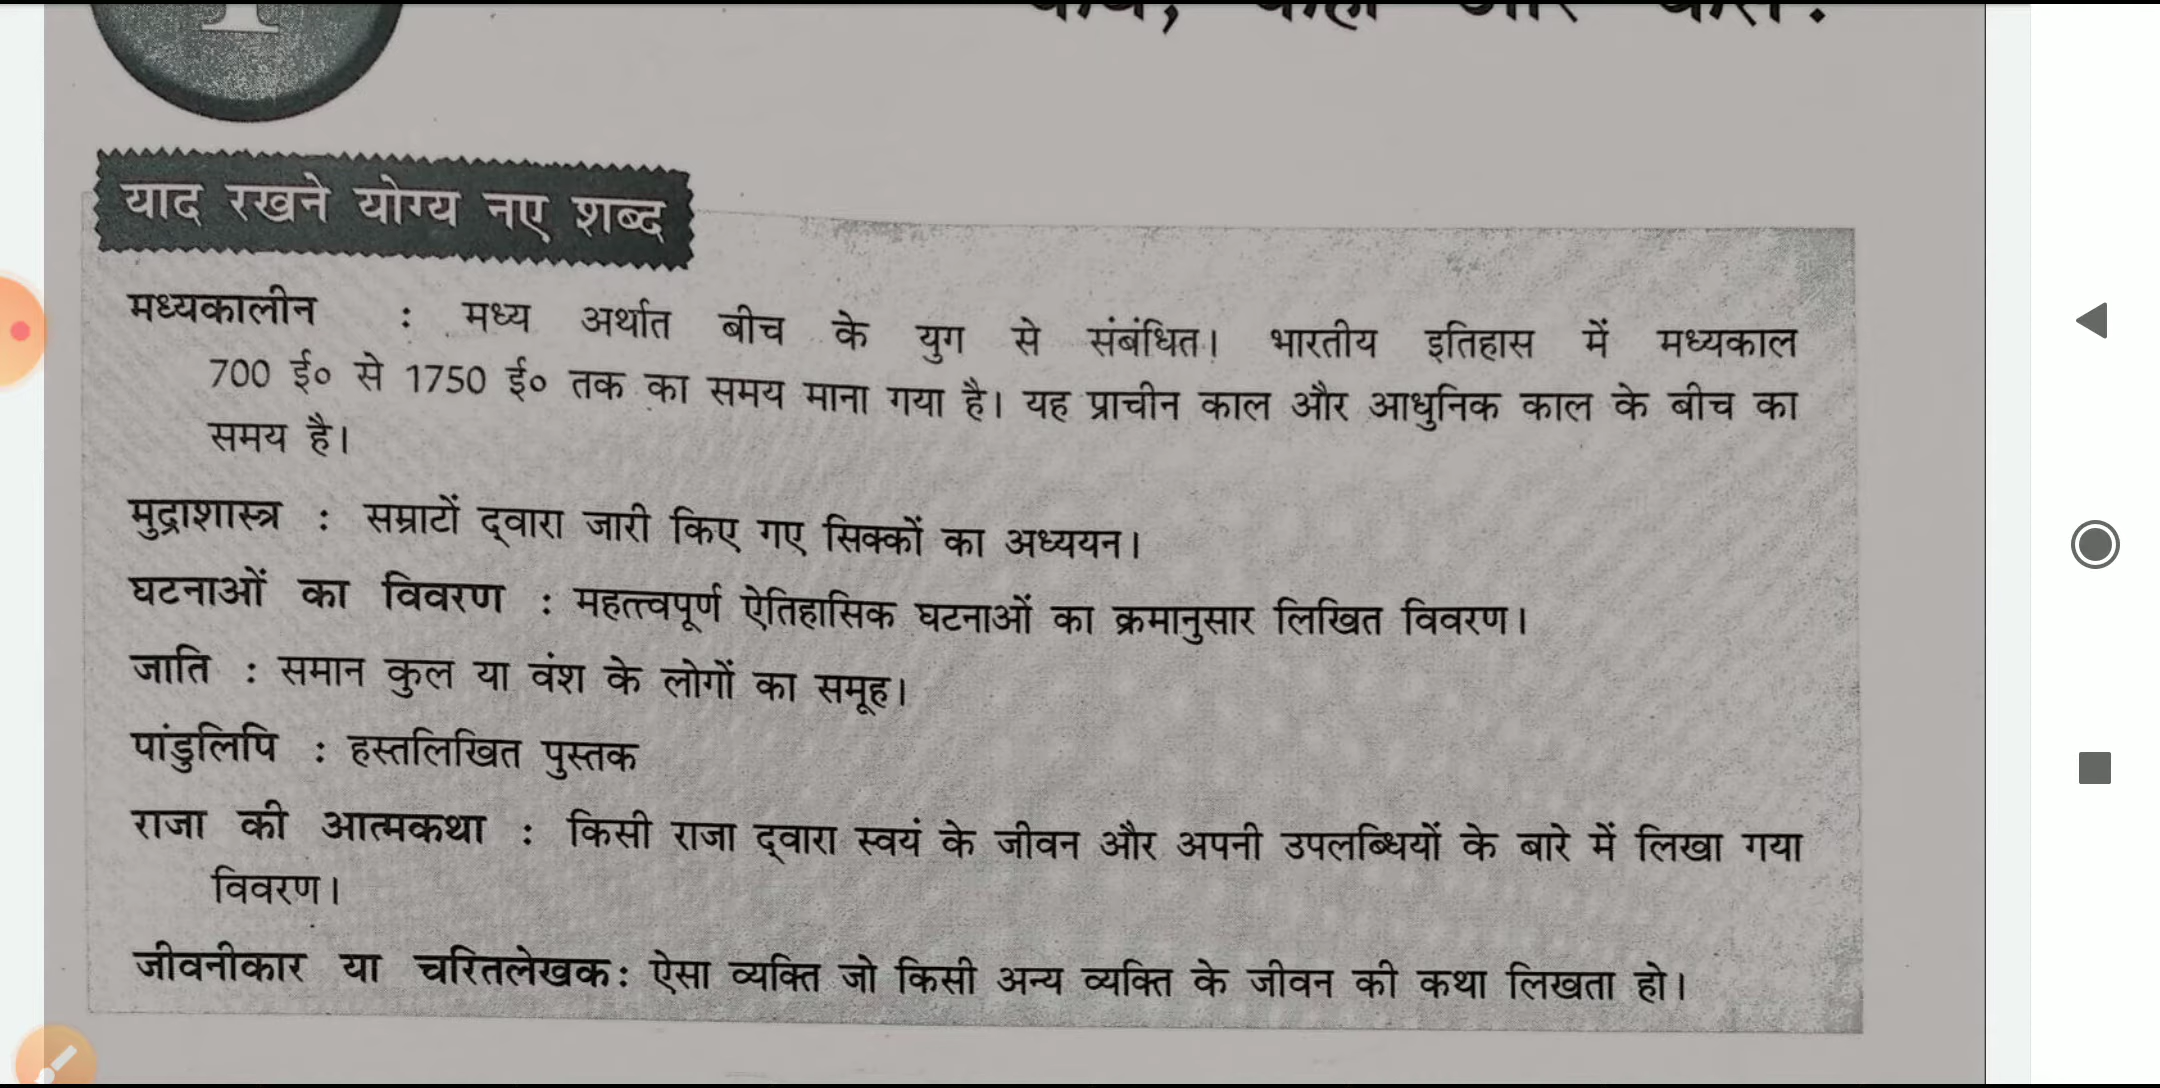 याद रखने योग्य नए शब्द
मध्यकालीन : मध्य अर्थात बीच के युग से संबंधित। भारतीय इतिहास में मध्यकाल
700 ई० से 1750 ई० तक का समय माना गया है। यह प्राचीन काल और आधुनिक काल के बीच का
समय है।
मुद्राशास्त्र : सम्राटों द्वारा जारी किए गए सिक्कों का अध्ययन।
घटनाओं का विवरण : महत्त्वपूर्ण ऐतिहासिक घटनाओं का क्रमानुसार लिखित विवरण।
जाति : समान कुल या वंश के लोगों का समूह।
पांडुलिपि : हस्तलिखित पुस्तक
राजा की आत्मकथा : किसी राजा द्वारा स्वयं के जीवन और अपनी उपलब्धियों के बारे में लिखा गया
विवरण।
जीवनीकार या चरितलेखक: ऐसा व्यक्ति जो किसी अन्य व्यक्ति के जीवन की कथा लिखता हो।